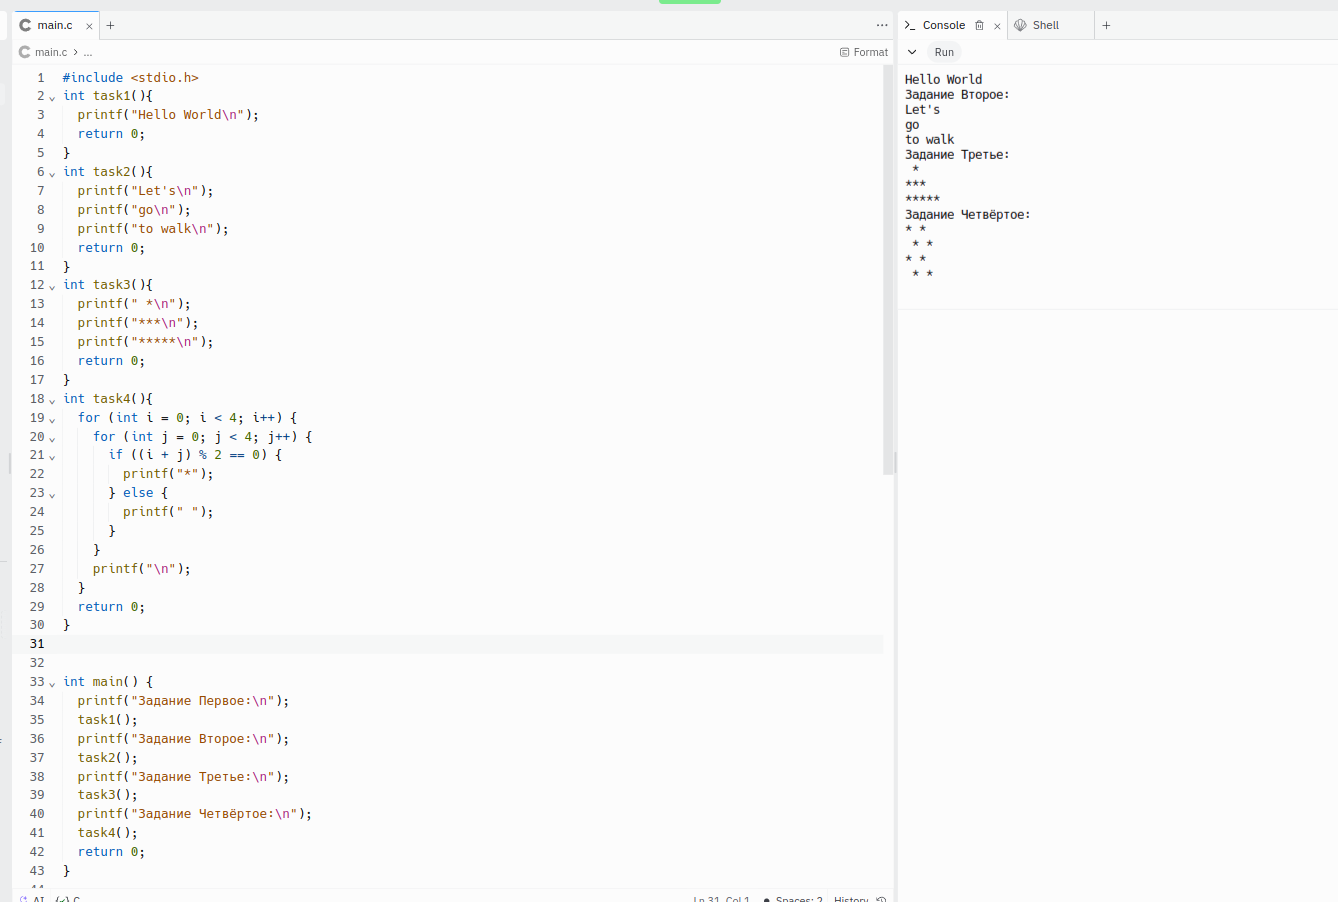 main.c
Console
Shell
main.c > ...
Format
Run
1 #include <stdio.h>
2 int task1(){
3   printf("Hello World\n");
4   return 0;
5 }
6 int task2(){
7   printf("Let's\n");
8   printf("go\n");
9   printf("to walk\n");
10   return 0;
11 }
12 int task3(){
13   printf(" *\n");
14   printf("***\n");
15   printf("*****\n");
16   return 0;
17 }
18 int task4(){
19   for (int i = 0; i < 4; i++) {
20     for (int j = 0; j < 4; j++) {
21       if ((i + j) % 2 == 0) {
22         printf("*");
23       } else {
24         printf(" ");
25       }
26     }
27     printf("\n");
28   }
29   return 0;
30 }
31
32
33 int main() {
34   printf("Задание Первое:\n");
35   task1();
36   printf("Задание Второе:\n");
37   task2();
38   printf("Задание Третье:\n");
39   task3();
40   printf("Задание Четвёртое:\n");
41   task4();
42   return 0;
43 }
44
AI {✓} C
Ln 31, Col 1 • Spaces: 2 History
Hello World
Задание Второе:
Let's
go
to walk
Задание Третье:
 *
***
*****
Задание Четвёртое:
* *
 * *
* *
 * *